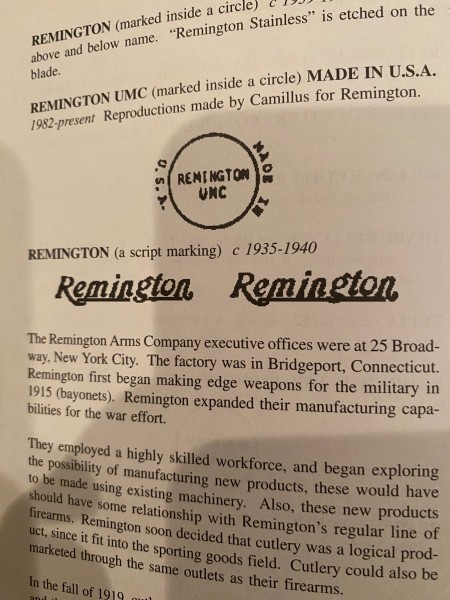 REMINGTON (marked inside a circle) c
above and below name. "Remington Stainless" is etched on the
blade.
REMINGTON UMC (marked inside a circle) MADE IN U.S.A.
1982-present Reproductions made by Camillus for Remington.
U.S.A.
REMINGTON
UMC
MADE IN
REMINGTON (a script marking) c 1935-1940
Remington Remington
The Remington Arms Company executive offices were at 25 Broad-
way, New York City. The factory was in Bridgeport, Connecticut.
Remington first began making edge weapons for the military in
1915 (bayonets). Remington expanded their manufacturing capa-
bilities for the war effort.
They employed a highly skilled workforce, and began exploring
the possibility of manufacturing new products, these would have
to be made using existing machinery. Also, these new products
should have some relationship with Remington's regular line of
firearms. Remington soon decided that cutlery was a logical prod-
uct, since it fit into the sporting goods field. Cutlery could also be
marketed through the same outlets as their firearms.
In the fall of 1919